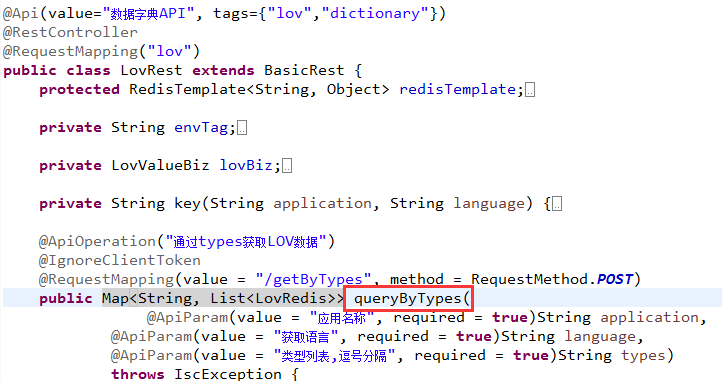 @Api(value="数据字典API", tags={"lov","dictionary"})
@RestController
@RequestMapping("lov")
public class LovRest extends BasicRest {
protected RedisTemplate<String, Object> redisTemplate;
private String envTag;
private LovValueBiz lovBiz;
private String key(String application, String language) {
@ApiOperation("通过types获取LOV数据")
@IgnoreClientToken
@RequestMapping(value = "/getByTypes", method = RequestMethod.POST)
public Map<String, List<LovRedis>> queryByTypes(
@ApiParam(value = "应用名称", required = true)String application,
@ApiParam(value = "获取语言", required = true)String language,
@ApiParam(value = "类型列表,逗号分隔", required = true)String types)
throws IscException {